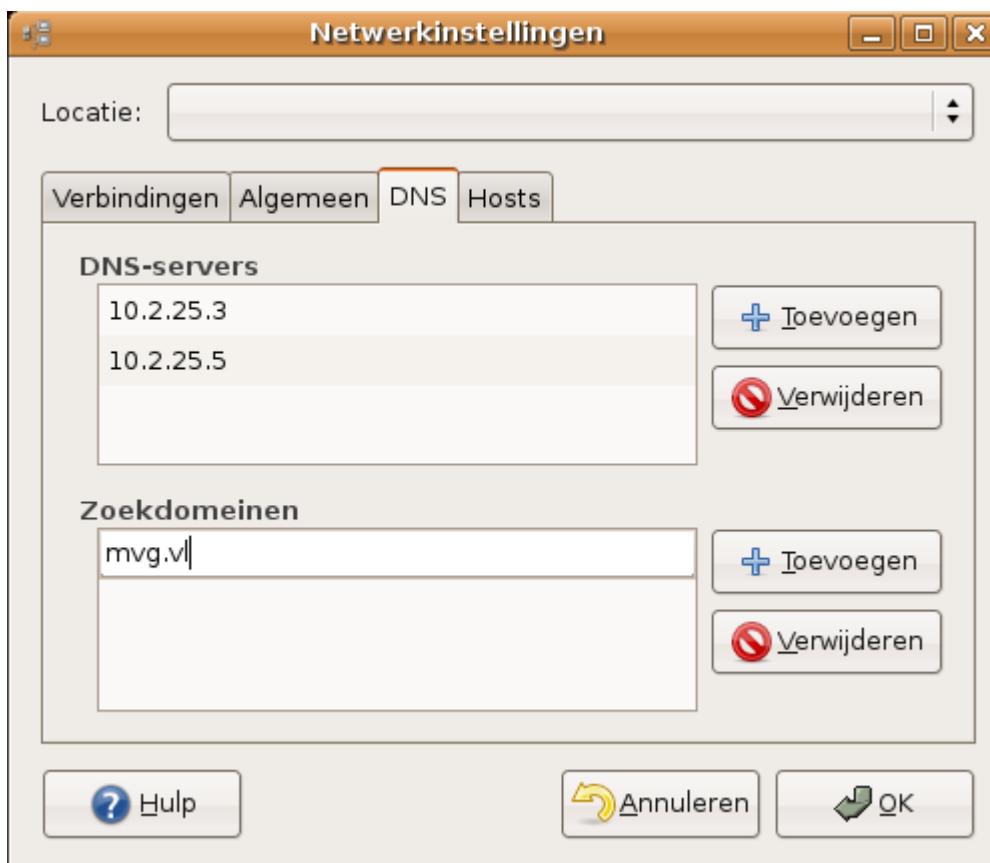 Netwerkinstellingen
Locatie:
Verbindingen Algemeen DNS Hosts
DNS-servers
10.2.25.3
10.2.25.5
Toevoegen
Verwijderen
Zoekdomeinen
mvg.vl
Toevoegen
Verwijderen
Hulp Annuleren OK